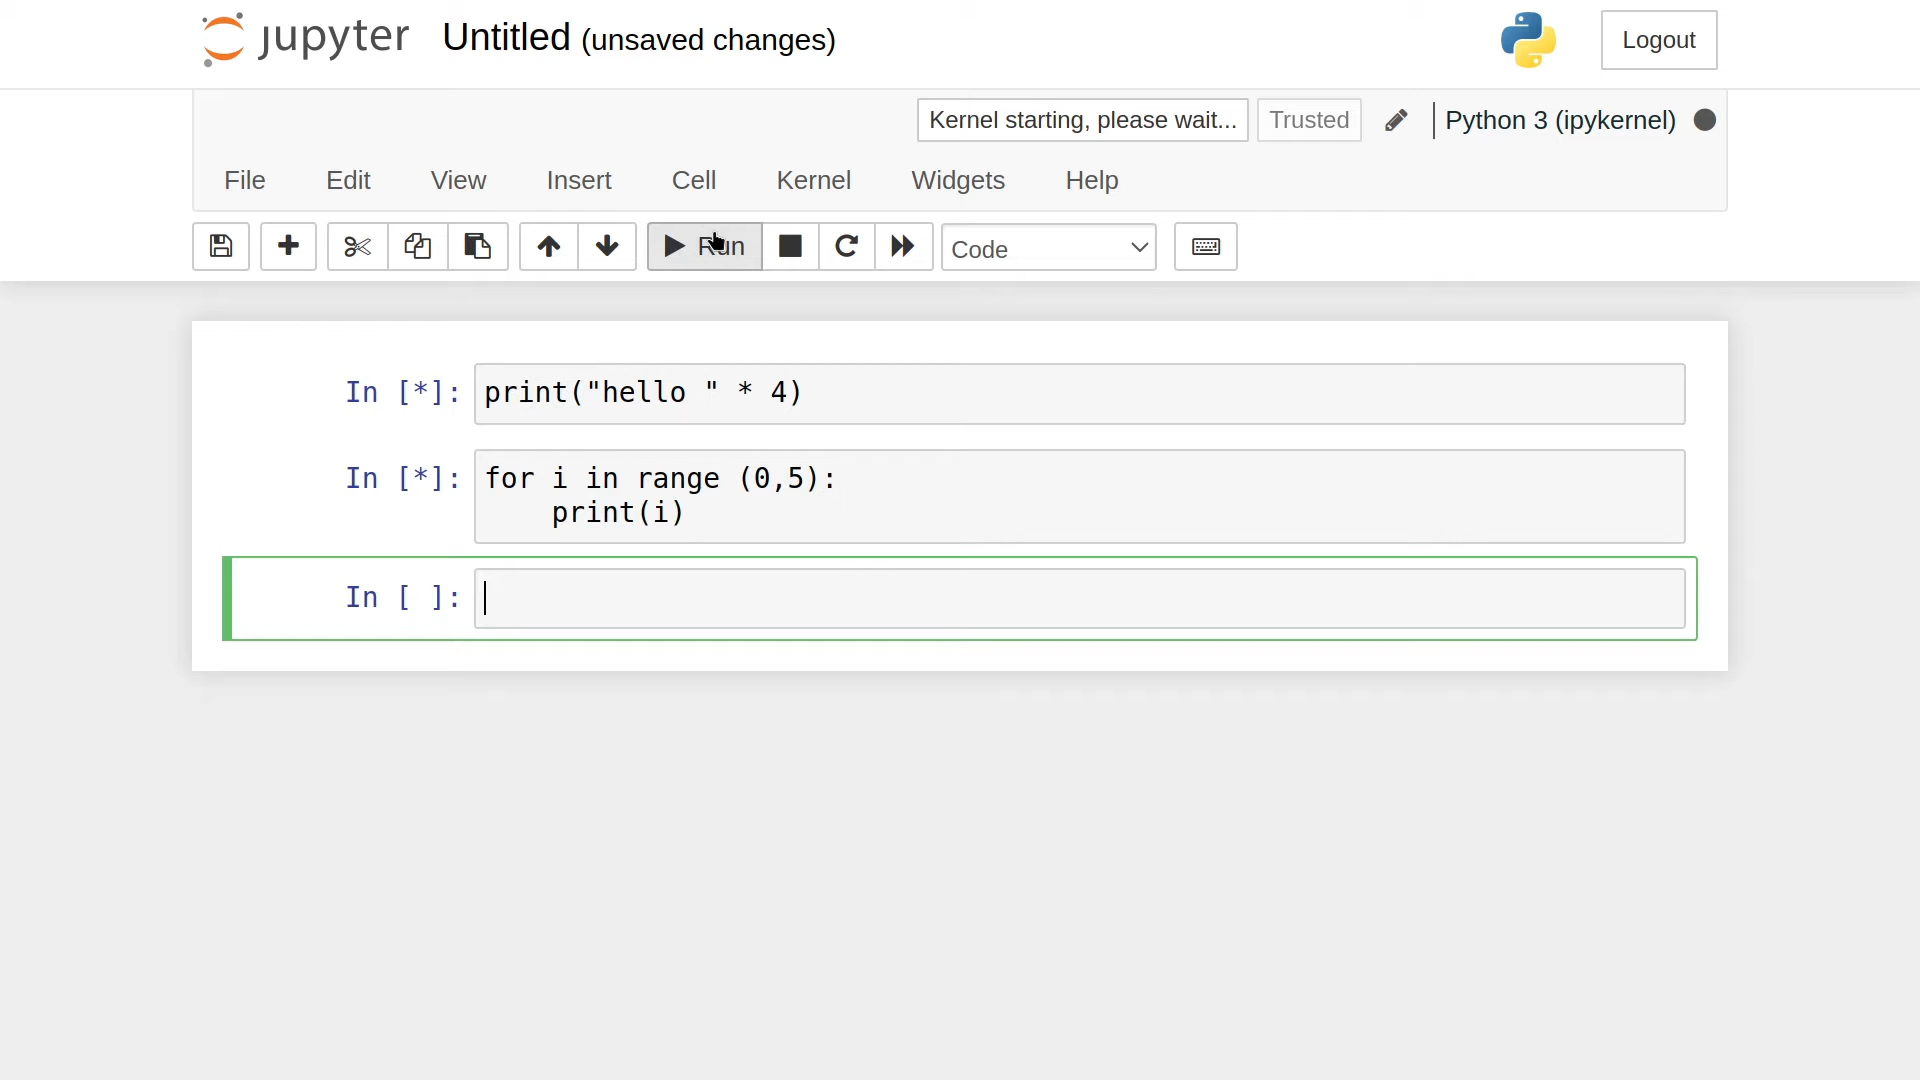 jupyter Untitled (unsaved changes) Logout
Kernel starting, please wait... Trusted Python 3 (ipykernel)
File Edit View Insert Cell Kernel Widgets Help
Run Code
In [*]: print("hello " * 4)
In [*]: for i in range (0,5):
    print(i)
In [ ]: